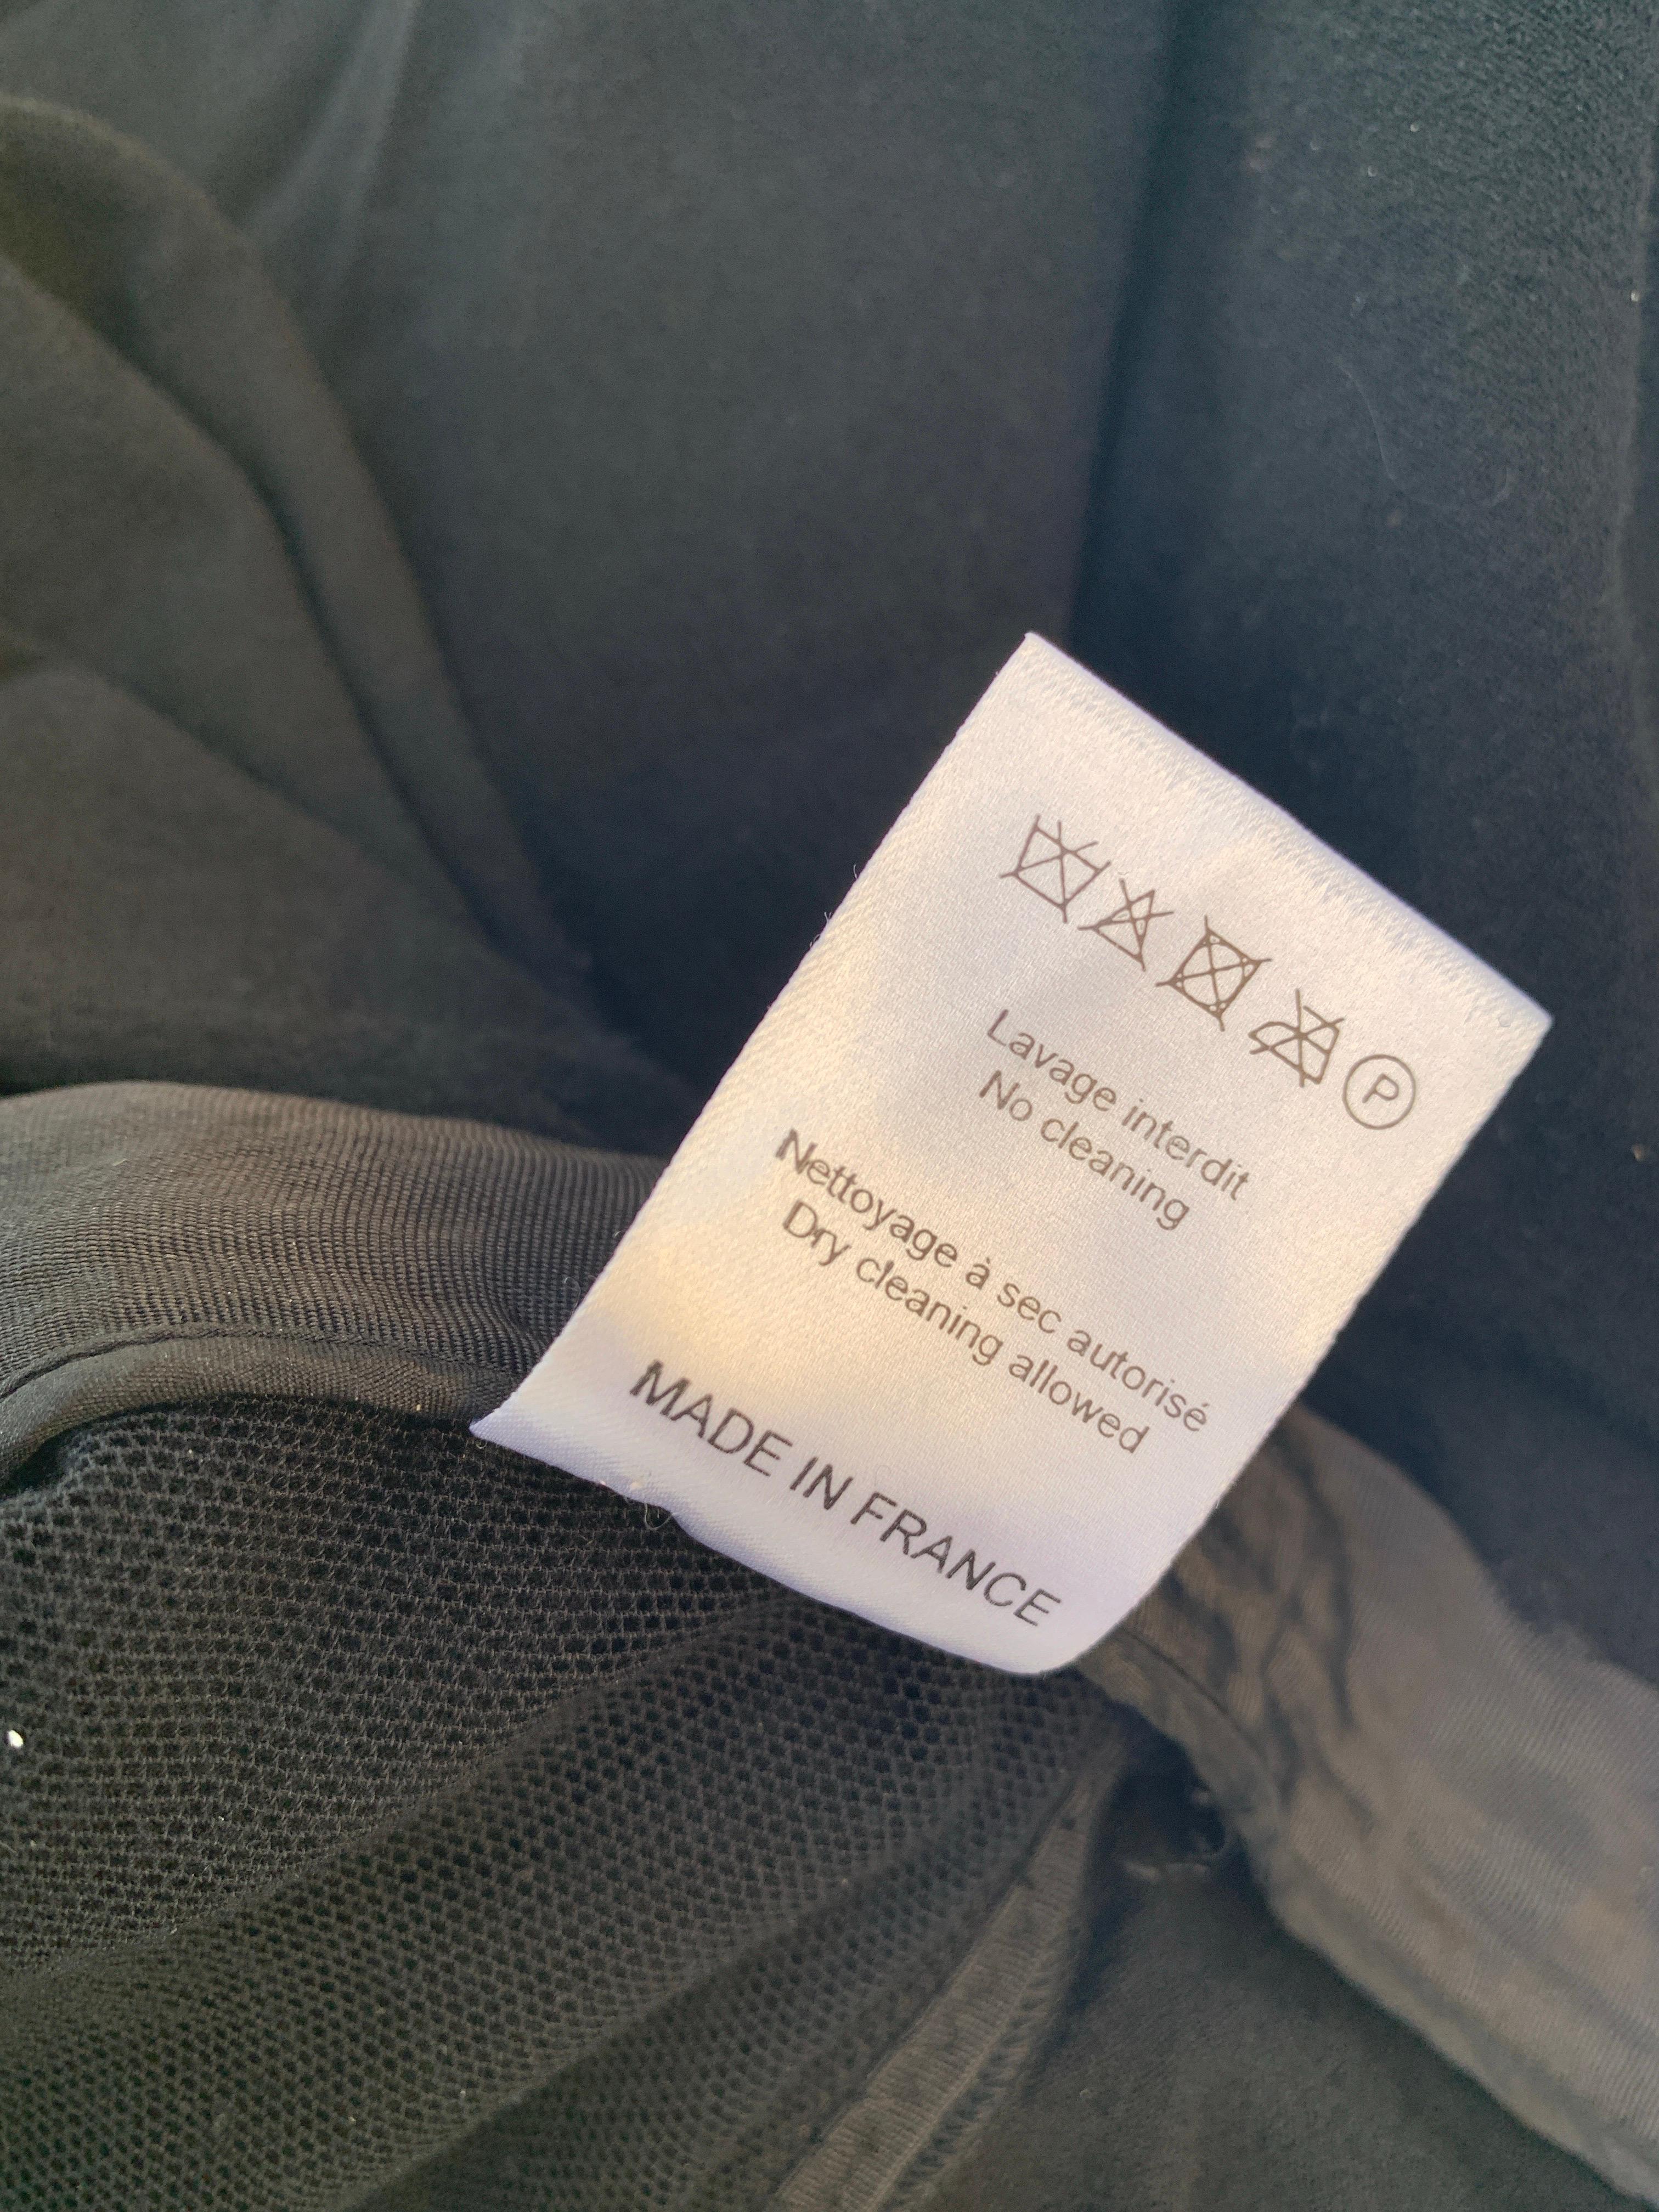 P
Lavage interdit
No cleaning
Nettoyage à sec autorisé
Dry cleaning allowed
MADE IN FRANCE